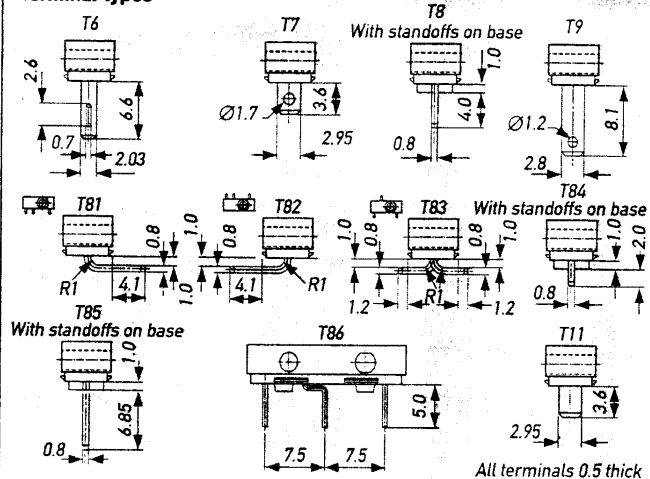 T6
T7
T8
With standoffs on base
T9
2.6
6.6
0.7
2.03
Ø1.7
3.6
2.95
1.0
4.0
0.8
Ø1.2
8.1
2.8
T81
T82
T83
T84
With standoffs on base
R1
4.1
0.8
1.0
1.0
0.8
4.1
R1
1.0
0.8
R1
0.8
1.0
1.2
1.2
1.0
2.0
0.8
T85
With standoffs on base
1.0
6.85
0.8
T86
5.0
7.5
7.5
T11
3.6
2.95
All terminals 0.5 thick